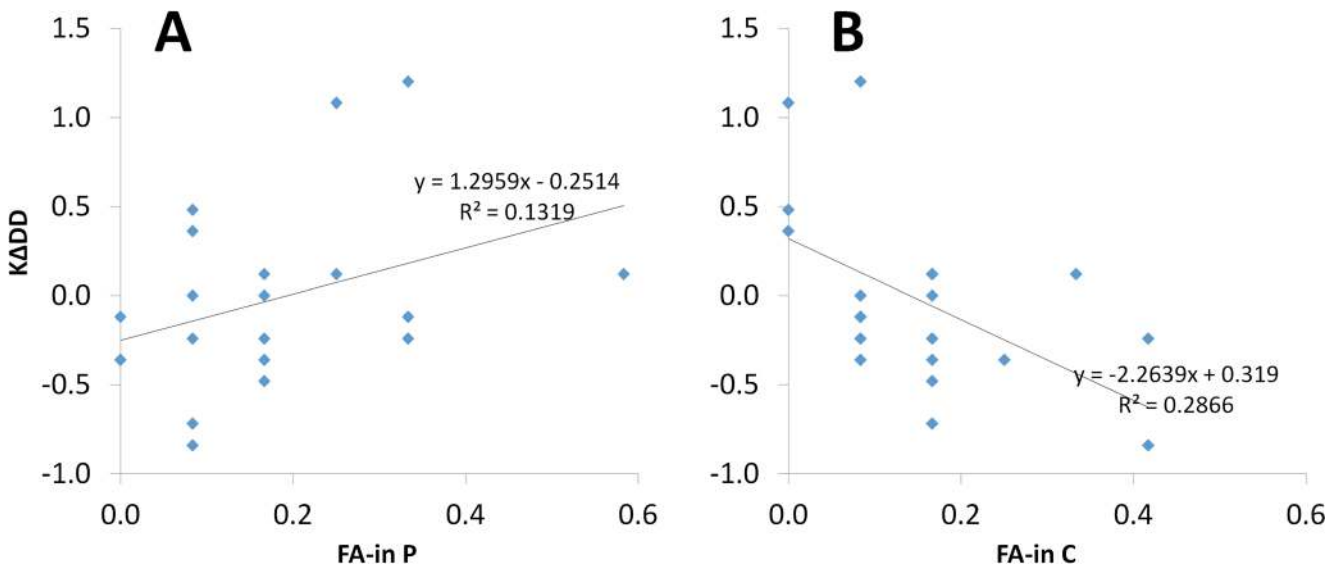 A
1.5
1.0
0.5
0.0
-0.5
-1.0
KΔDD
y = 1.2959x - 0.2514
R² = 0.1319
0.0 0.2 0.4 0.6
FA-in P
B
1.5
1.0
0.5
0.0
-0.5
-1.0
y = -2.2639x + 0.319
R² = 0.2866
0.0 0.2 0.4 0.6
FA-in C